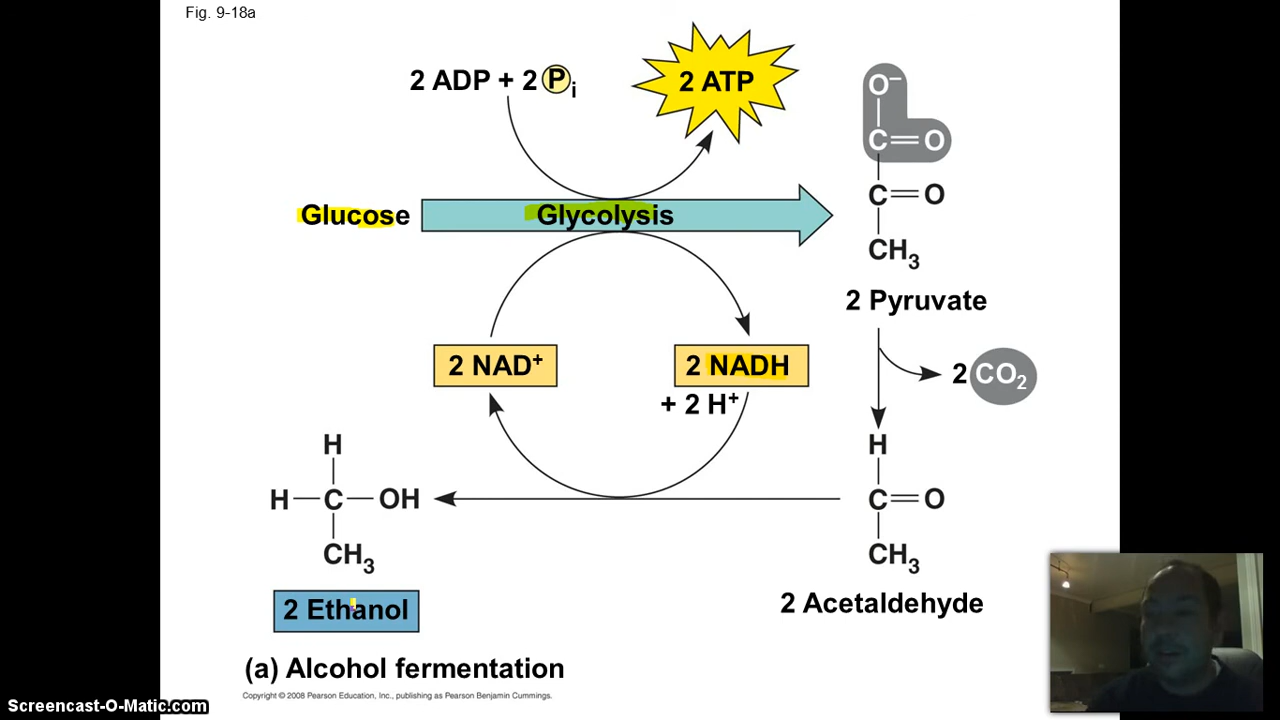 Fig. 9-18a
2 ADP + 2 P i
2 ATP
O⁻
C=O
C=O
CH₃
Glucose
Glycolysis
2 Pyruvate
2 NAD⁺
2 NADH
+ 2 H⁺
2 CO₂
H
H—C—OH
CH₃
H
C=O
CH₃
2 Ethanol
2 Acetaldehyde
(a) Alcohol fermentation
Copyright © 2008 Pearson Education, Inc., publishing as Pearson Benjamin Cummings.
Screencast-O-Matic.com